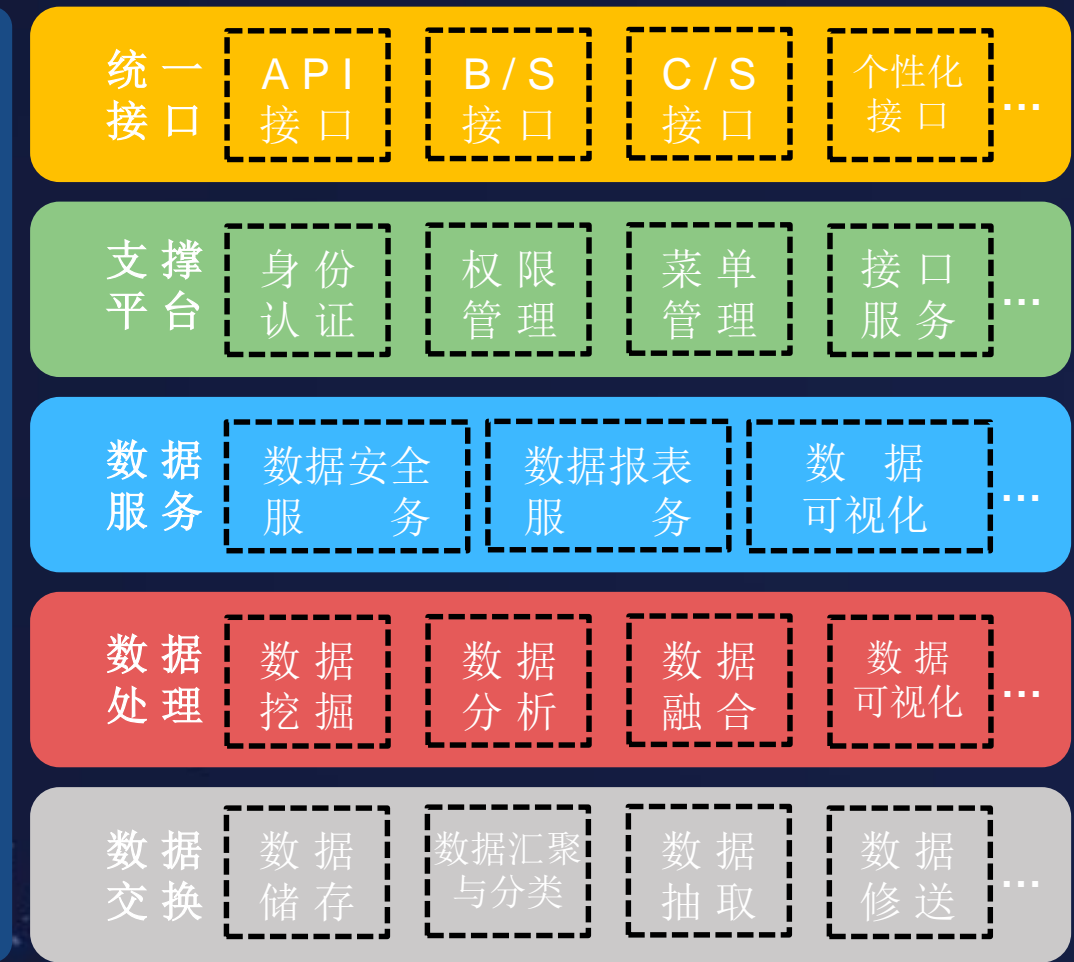 统一 API B/S C/S 个性化
接口 接口 接口 接口 接口 ...
支撑 身份 权限 菜单 接口
平台 认证 管理 管理 服务 ...
数据 数据安全 数据报表 数据
服务 服务 服务 可视化 ...
数据 数据 数据 数据 数据
处理 挖掘 分析 融合 可视化 ...
数据 数据 数据汇聚 数据 数据
交换 储存 与分类 抽取 修送 ...